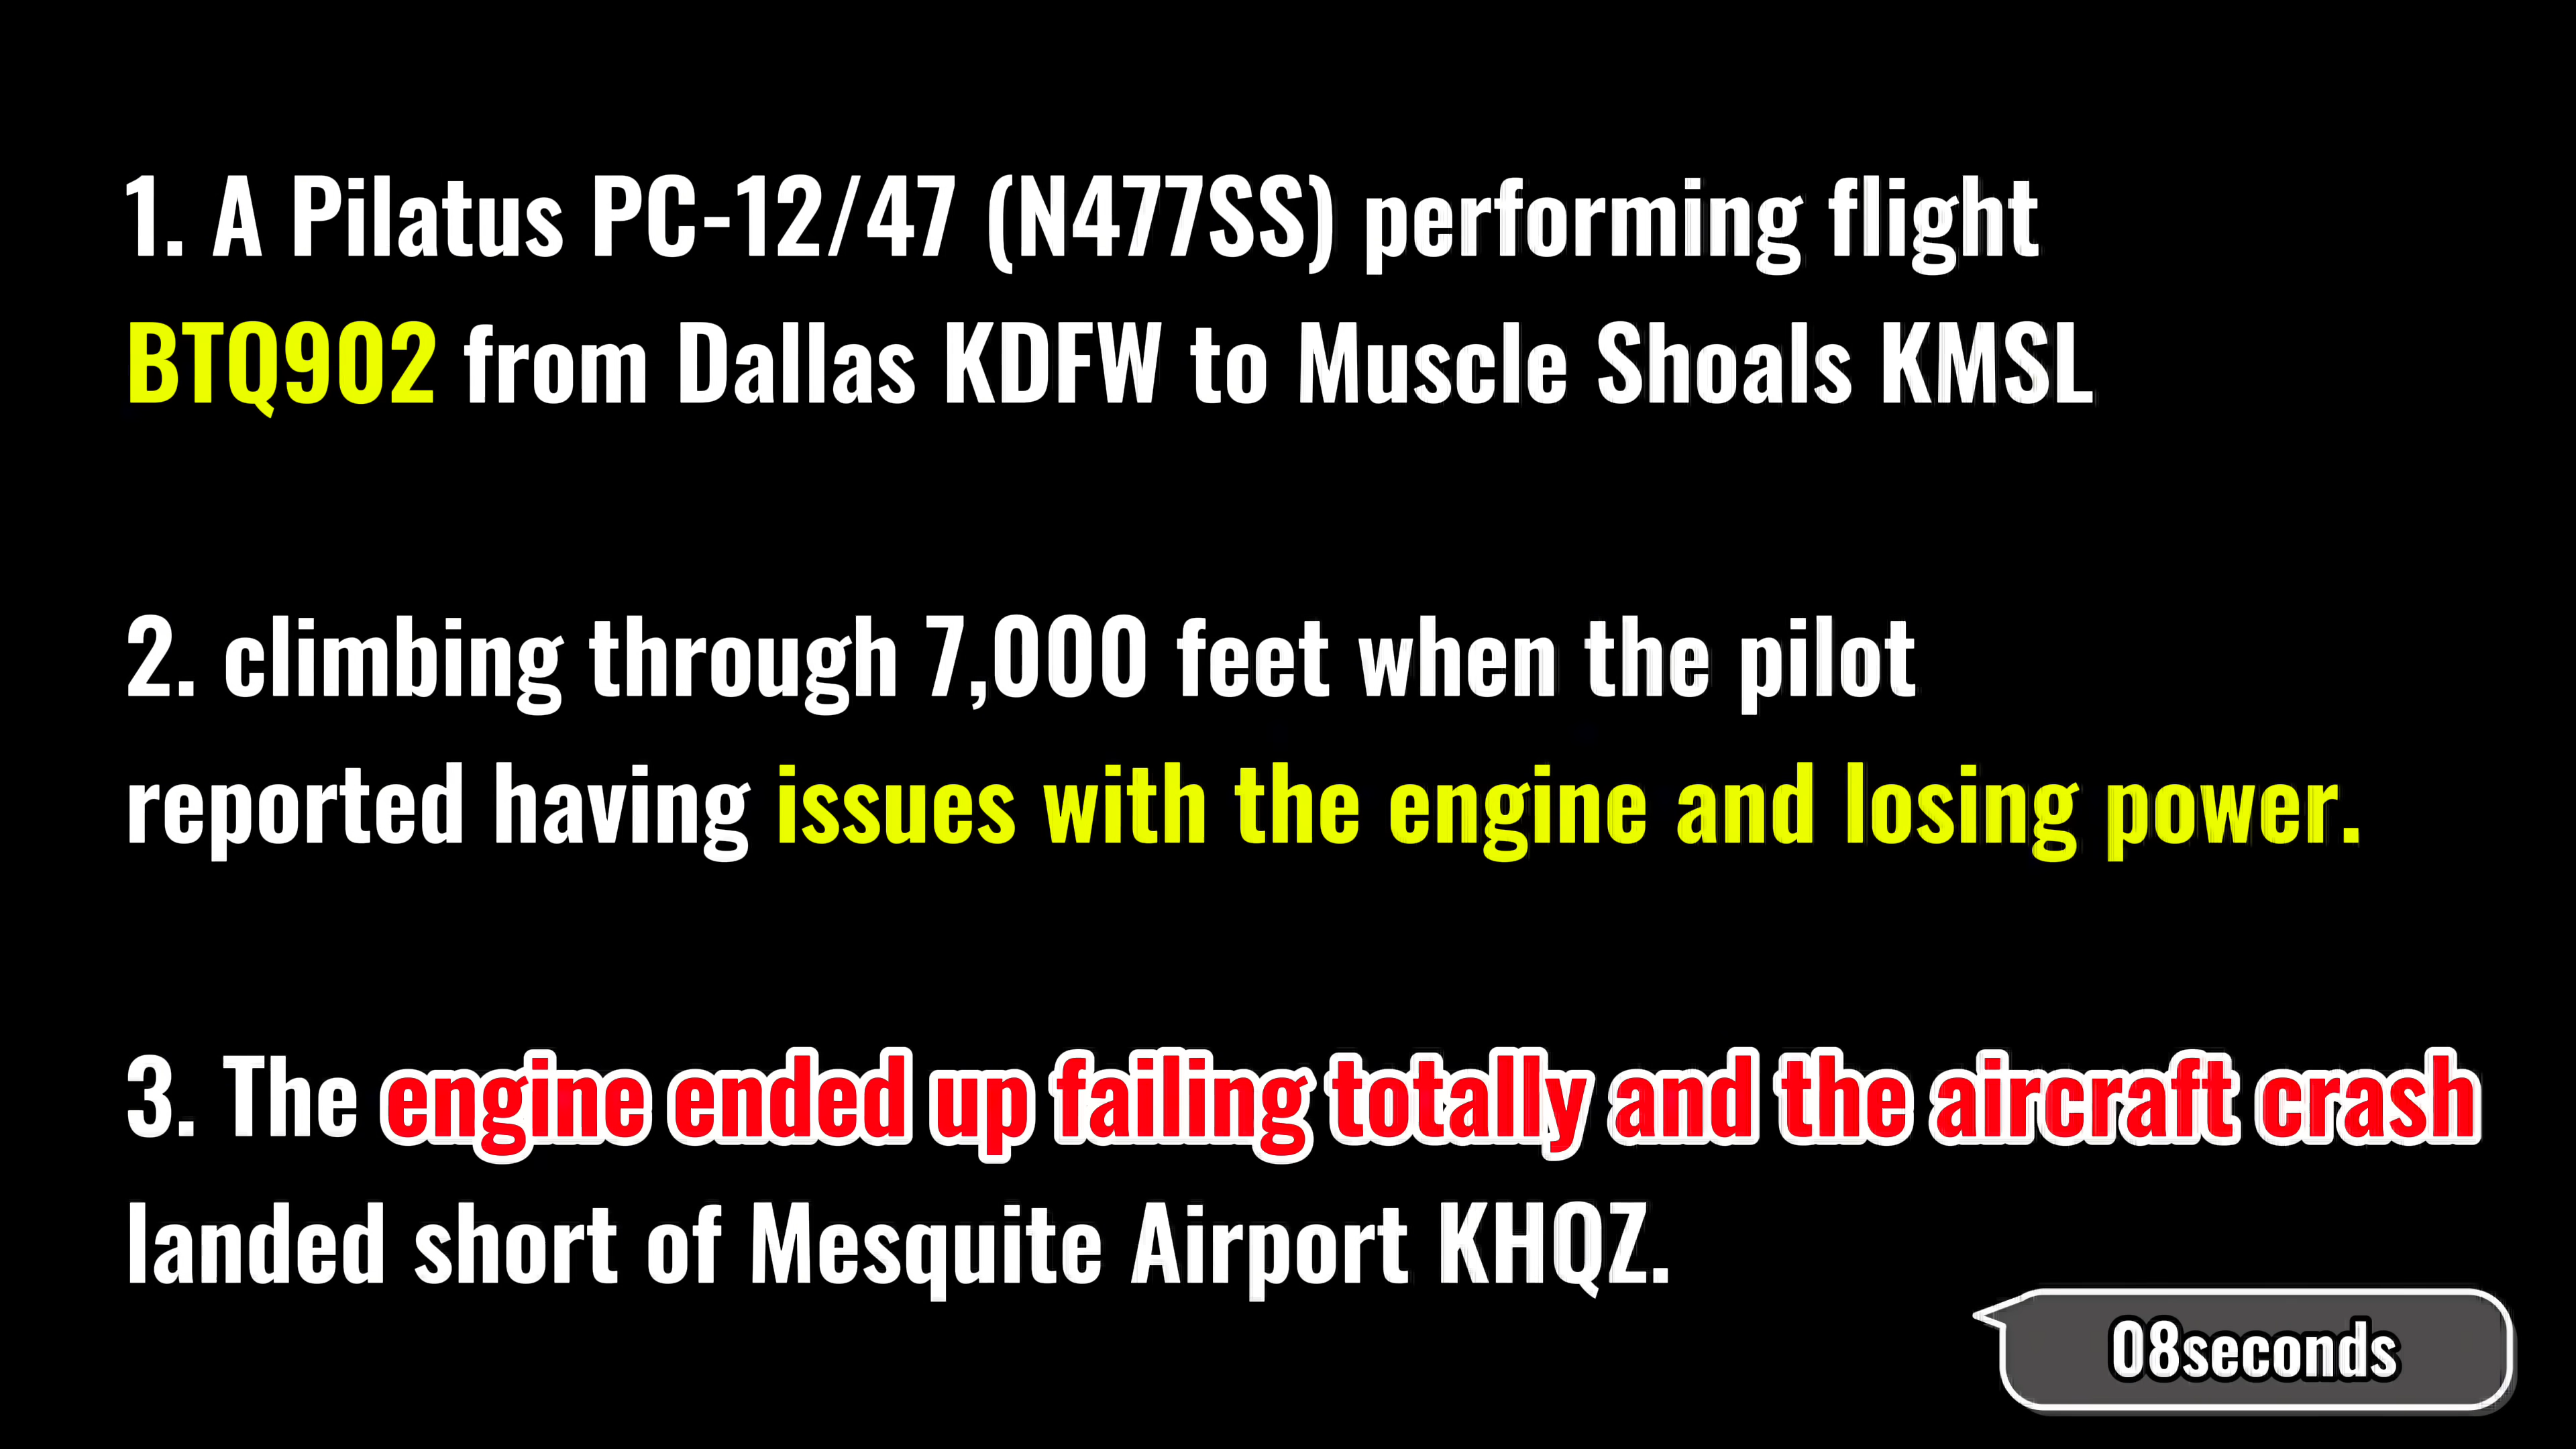 1. A Pilatus PC-12/47 (N477SS) performing flight
BTQ902 from Dallas KDFW to Muscle Shoals KMSL
2. climbing through 7,000 feet when the pilot
reported having issues with the engine and losing power.
3. The engine ended up failing totally and the aircraft crash
landed short of Mesquite Airport KHQZ.
08seconds